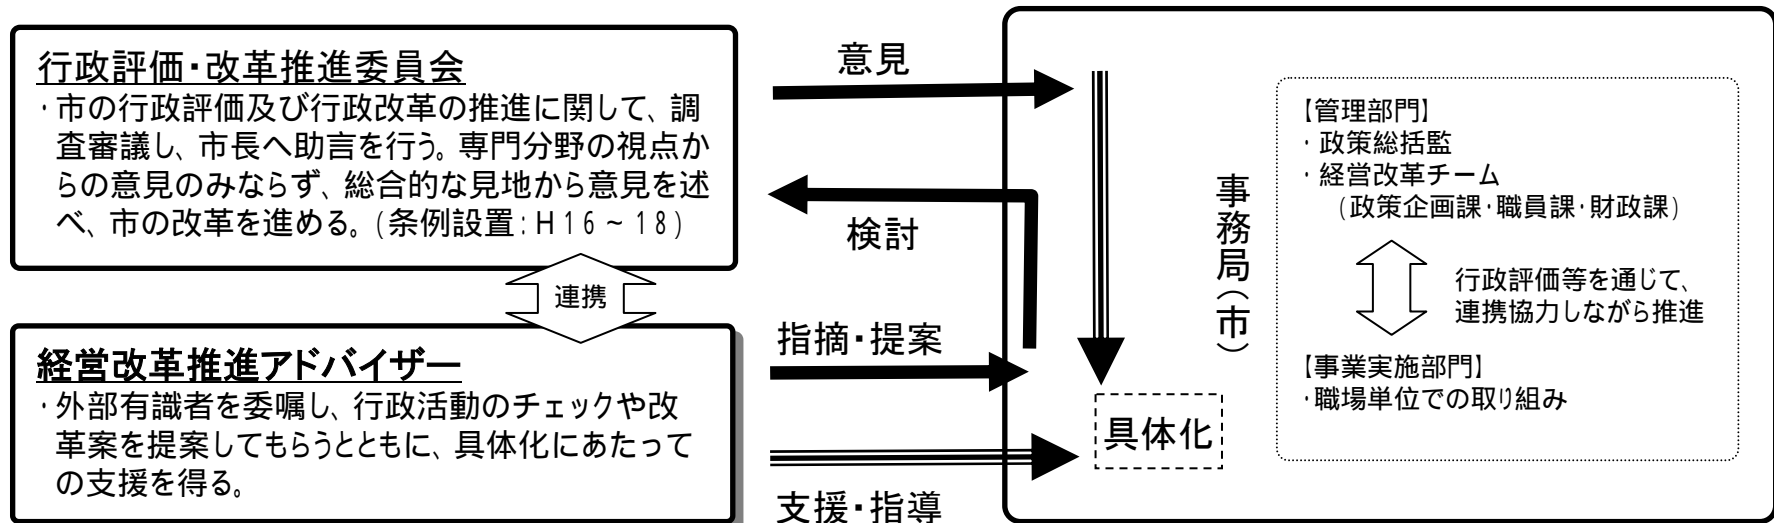 行政評価・改革推進委員会
・市の行政評価及び行政改革の推進に関して、調
査審議し、市長へ助言を行う。専門分野の視点か
らの意見のみならず、総合的な見地から意見を述
べ、市の改革を進める。(条例設置:H16~18)
連携
経営改革推進アドバイザー
・外部有識者を委嘱し、行政活動のチェックや改
革案を提案してもらうとともに、具体化にあたって
の支援を得る。
意見
検討
指摘・提案
支援・指導
具体化
事務局(市)
【管理部門】
・政策総括監
・経営改革チーム
(政策企画課・職員課・財政課)
行政評価等を通じて、
連携協力しながら推進
【事業実施部門】
・職場単位での取り組み